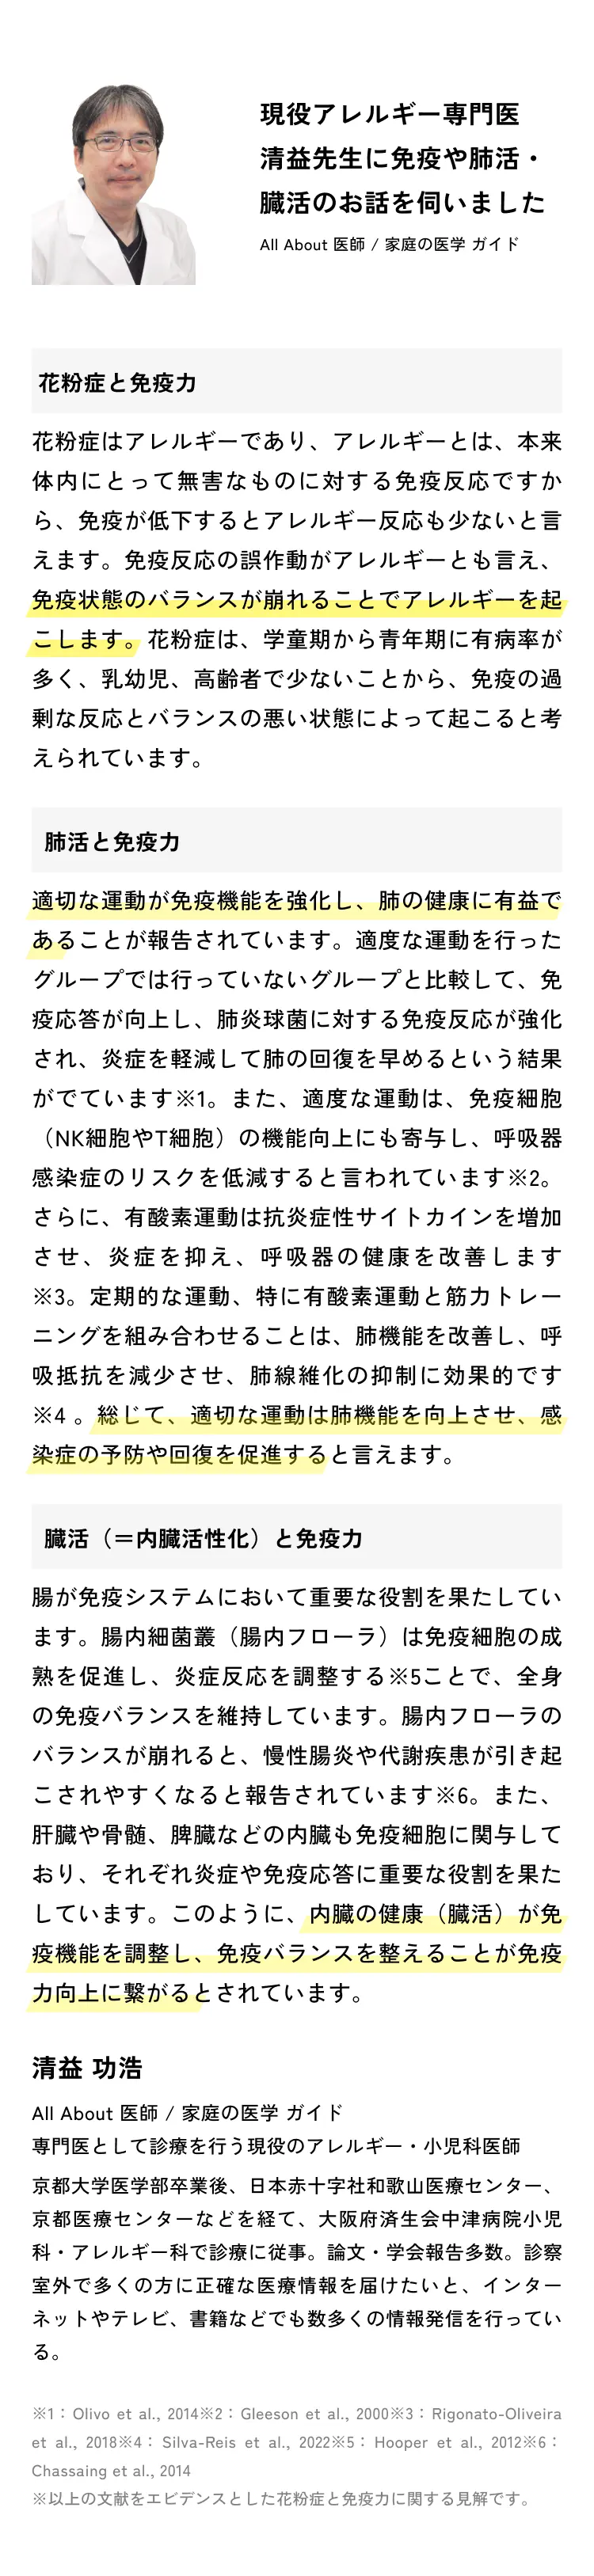 現役アレルギー専門医
清益先生に免疫や肺活・
臓活のお話を伺いました
All About 医師 / 家庭の医学 ガイド
花粉症と免疫力
花粉症はアレルギーであり、アレルギーとは、本来
体内にとって無害なものに対する免疫反応ですか
ら、免疫が低下するとアレルギー反応も少ないと言
えます。免疫反応の誤作動がアレルギーとも言え、
免疫状態のバランスが崩れることでアレルギーを起
こします。花粉症は、学童期から青年期に有病率が
多く、乳幼児、高齢者で少ないことから、免疫の過
剰な反応とバランスの悪い状態によって起こると考
えられています。
肺活と免疫力
適切な運動が免疫機能を強化し、肺の健康に有益で
あることが報告されています。適度な運動を行った
グループでは行っていないグループと比較して、免
疫応答が向上し、肺炎球菌に対する免疫反応が強化
され、炎症を軽減して肺の回復を早めるという結果
がでています※1。また、適度な運動は、免疫細胞
（NK細胞やT細胞）の機能向上にも寄与し、呼吸器
感染症のリスクを低減すると言われています※2。
さらに、有酸素運動は抗炎症性サイトカインを増加
させ、炎症を抑え、呼吸器の健康を改善します
※3。定期的な運動、特に有酸素運動と筋力トレー
ニングを組み合わせることは、肺機能を改善し、呼
吸抵抗を減少させ、肺線維化の抑制に効果的です
※4 。総じて、適切な運動は肺機能を向上させ、感
染症の予防や回復を促進すると言えます。
臓活（＝内臓活性化）と免疫力
腸が免疫システムにおいて重要な役割を果たしてい
ます。腸内細菌叢（腸内フローラ）は免疫細胞の成
熟を促進し、炎症反応を調整する※5ことで、全身
の免疫バランスを維持しています。腸内フローラの
バランスが崩れると、慢性腸炎や代謝疾患が引き起
こされやすくなると報告されています※6。また、
肝臓や骨髄、脾臓などの内臓も免疫細胞に関与して
おり、それぞれ炎症や免疫応答に重要な役割を果た
しています。このように、内臓の健康（臓活）が免
疫機能を調整し、免疫バランスを整えることが免疫
力向上に繋がるとされています。
清益 功浩
All About 医師 / 家庭の医学 ガイド
専門医として診療を行う現役のアレルギー・小児科医師
京都大学医学部卒業後、日本赤十字社和歌山医療センター、
京都医療センターなどを経て、大阪府済生会中津病院小児
科・アレルギー科で診療に従事。論文・学会報告多数。診察
室外で多くの方に正確な医療情報を届けたいと、インター
ネットやテレビ、書籍などでも数多くの情報発信を行ってい
る。
※1：Olivo et al., 2014※2：Gleeson et al., 2000※3：Rigonato-Oliveira
et al., 2018※4：Silva-Reis et al., 2022※5：Hooper et al., 2012※6：
Chassaing et al., 2014
※以上の文献をエビデンスとした花粉症と免疫力に関する見解です。